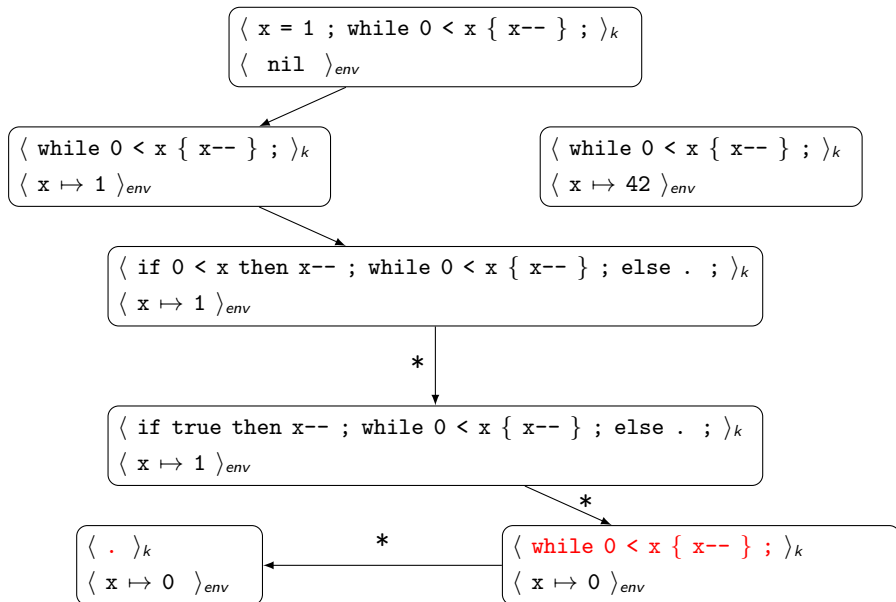 ⟨ x = 1 ; while 0 < x { x-- } ; ⟩k
⟨ nil ⟩env
⟨ while 0 < x { x-- } ; ⟩k
⟨ x ↦ 1 ⟩env
⟨ while 0 < x { x-- } ; ⟩k
⟨ x ↦ 42 ⟩env
⟨ if 0 < x then x-- ; while 0 < x { x-- } ; else . ; ⟩k
⟨ x ↦ 1 ⟩env
*
⟨ if true then x-- ; while 0 < x { x-- } ; else . ; ⟩k
⟨ x ↦ 1 ⟩env
*
⟨ . ⟩k
⟨ x ↦ 0 ⟩env
*
⟨ while 0 < x { x-- } ; ⟩k
⟨ x ↦ 0 ⟩env